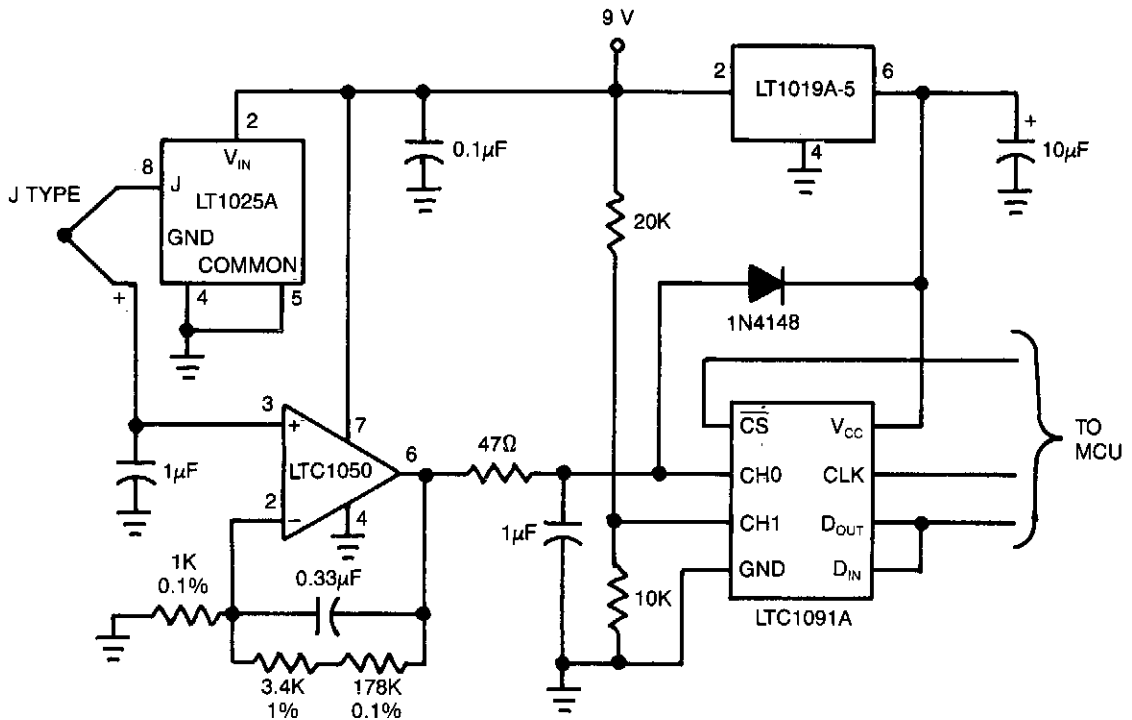 9 V
2
LT1019A-5
6
4
+
10μF
2
V_IN
8
J
LT1025A
GND
COMMON
4
5
J TYPE
+
0.1μF
20K
1N4148
3
+
7
LTC1050
6
2
−
4
1μF
47Ω
1μF
1K
0.1%
0.33μF
3.4K
1%
178K
0.1%
10K
C̅S̅
V_CC
CH0
CLK
CH1
D_OUT
GND
D_IN
LTC1091A
TO
MCU